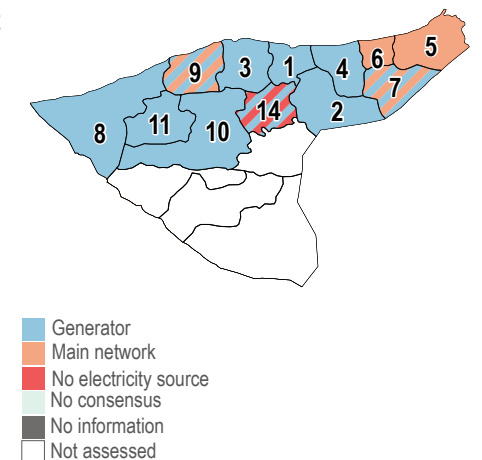 5
6
9
3
1
4
7
14
2
11
10
8
Generator
Main network
No electricity source
No consensus
No information
Not assessed